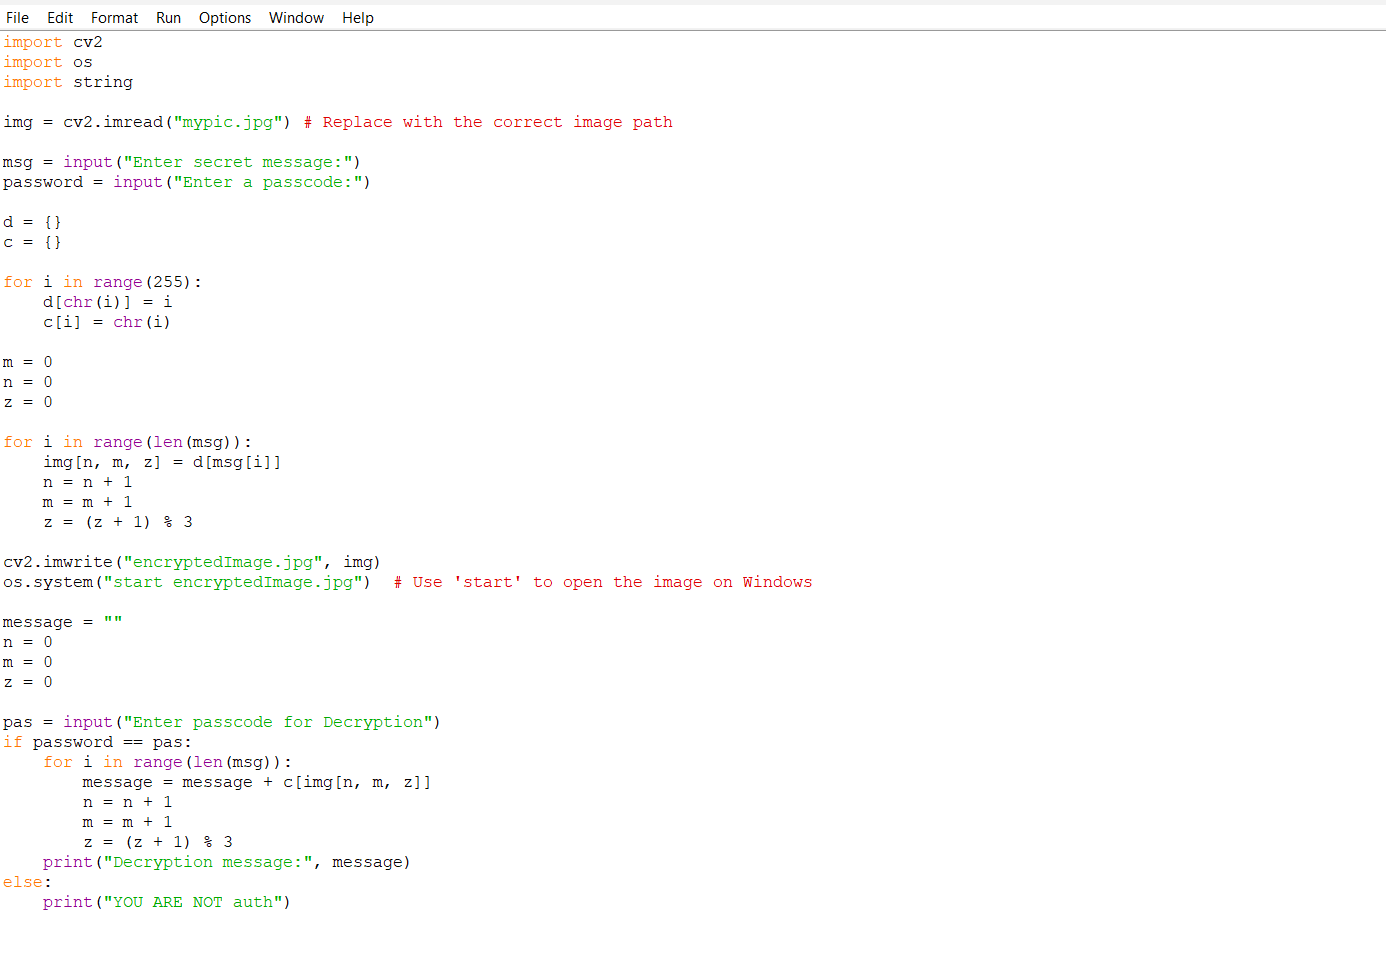 File Edit Format Run Options Window Help
import cv2
import os
import string

img = cv2.imread("mypic.jpg") # Replace with the correct image path

msg = input("Enter secret message:")
password = input("Enter a passcode:")

d = {}
c = {}

for i in range(255):
    d[chr(i)] = i
    c[i] = chr(i)

m = 0
n = 0
z = 0

for i in range(len(msg)):
    img[n, m, z] = d[msg[i]]
    n = n + 1
    m = m + 1
    z = (z + 1) % 3

cv2.imwrite("encryptedImage.jpg", img)
os.system("start encryptedImage.jpg")  # Use 'start' to open the image on Windows

message = ""
n = 0
m = 0
z = 0

pas = input("Enter passcode for Decryption")
if password == pas:
    for i in range(len(msg)):
        message = message + c[img[n, m, z]]
        n = n + 1
        m = m + 1
        z = (z + 1) % 3
    print("Decryption message:", message)
else:
    print("YOU ARE NOT auth")